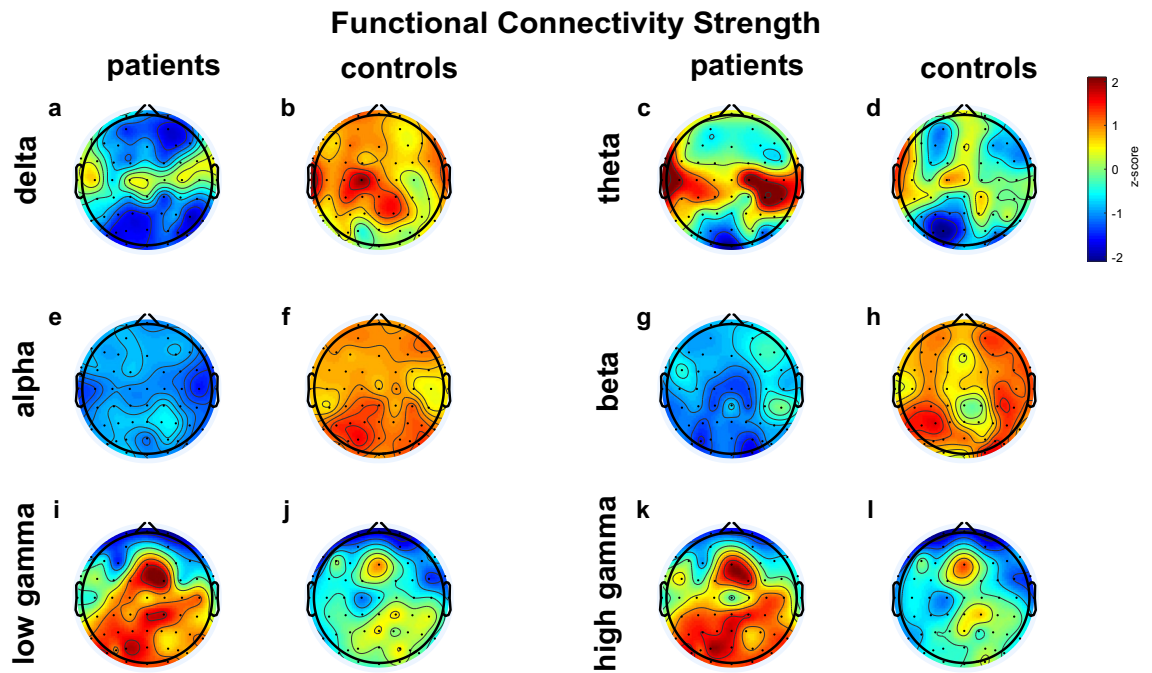 Functional Connectivity Strength
patients controls patients controls
a b c d
delta theta
2
1
0
-1
-2
z-score
e f g h
alpha beta
i j k l
low gamma high gamma